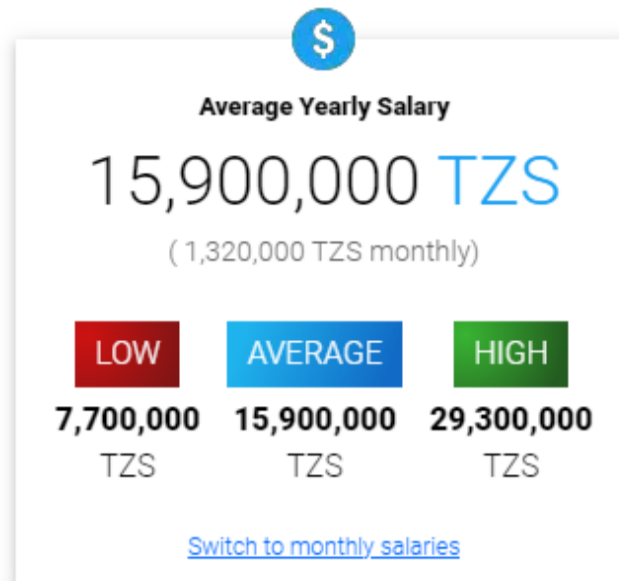 $
Average Yearly Salary
15,900,000 TZS
( 1,320,000 TZS monthly)
LOW AVERAGE HIGH
7,700,000 15,900,000 29,300,000
TZS TZS TZS
Switch to monthly salaries